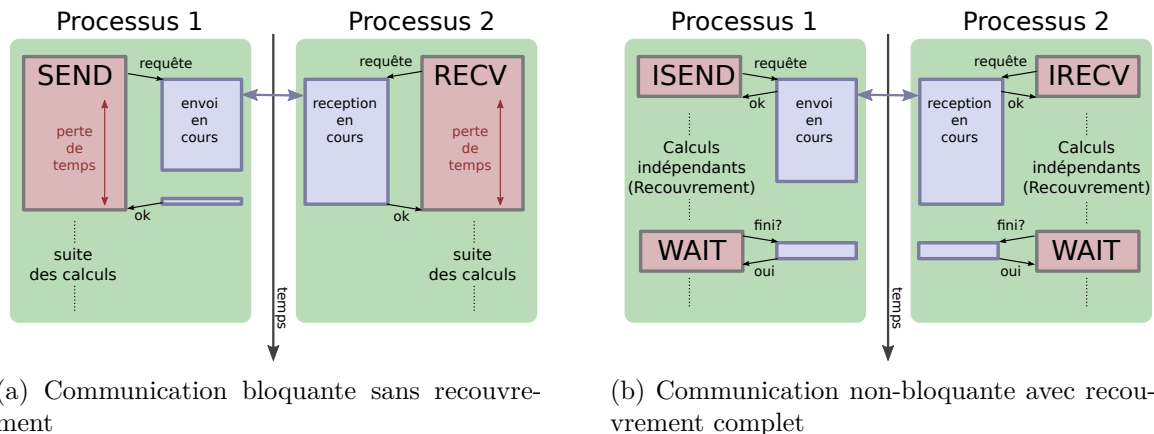 Processus 1
Processus 2
SEND
requête
envoi
en
cours
perte
de
temps
ok
suite
des calculs
requête
RECV
reception
en
cours
perte
de
temps
ok
suite
des calculs
temps
(a) Communication bloquante sans recouvre-
ment
Processus 1
Processus 2
ISEND
requête
ok
envoi
en
cours
Calculs
indépendants
(Recouvrement)
WAIT
fini?
oui
requête
IRECV
ok
reception
en
cours
Calculs
indépendants
(Recouvrement)
fini?
WAIT
oui
temps
(b) Communication non-bloquante avec recou-
vrement complet